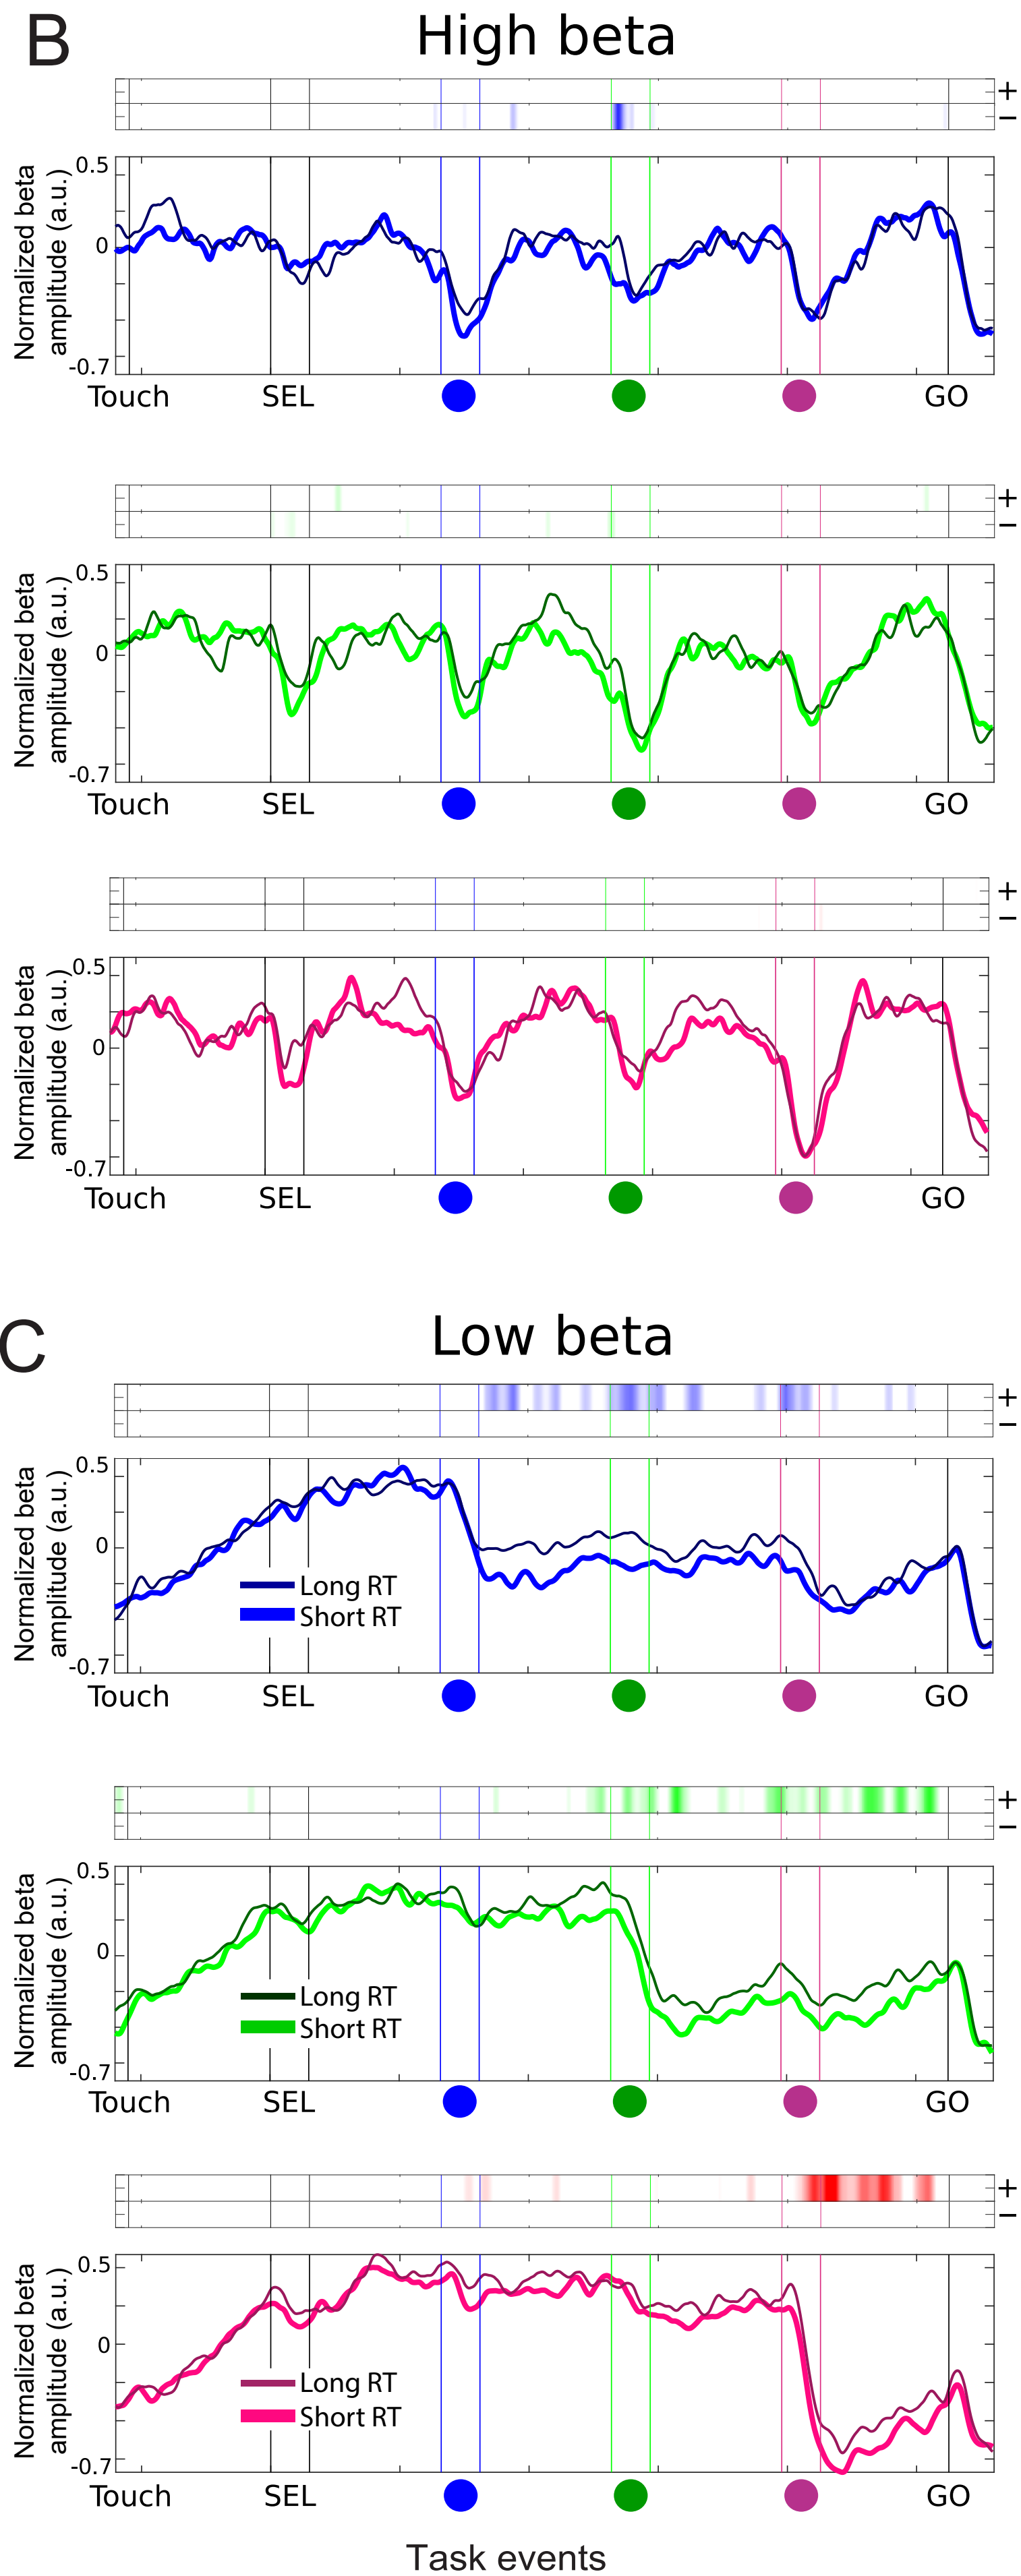 B
High beta
+
−
0.5
0
-0.7
Normalized beta
amplitude (a.u.)
Touch SEL GO
+
−
0.5
0
-0.7
Normalized beta
amplitude (a.u.)
Touch SEL GO
+
−
0.5
0
-0.7
Normalized beta
amplitude (a.u.)
Touch SEL GO
C
Low beta
+
−
0.5
0
-0.7
Normalized beta
amplitude (a.u.)
Long RT
Short RT
Touch SEL GO
+
−
0.5
0
-0.7
Normalized beta
amplitude (a.u.)
Long RT
Short RT
Touch SEL GO
+
−
0.5
0
-0.7
Normalized beta
amplitude (a.u.)
Long RT
Short RT
Touch SEL GO
Task events